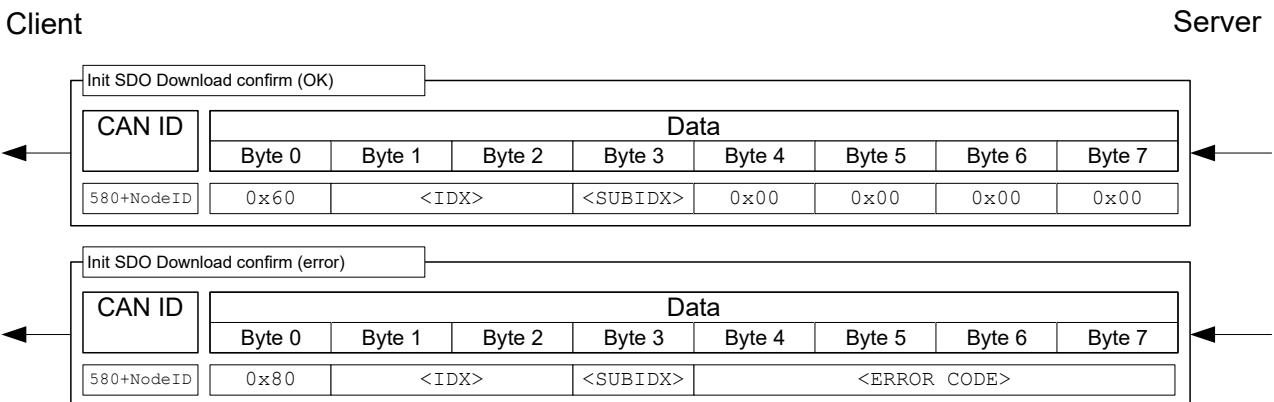 Client Server
Init SDO Download confirm (OK)
CAN ID Data
Byte 0 Byte 1 Byte 2 Byte 3 Byte 4 Byte 5 Byte 6 Byte 7
580+NodeID 0x60 <IDX> <SUBIDX> 0x00 0x00 0x00 0x00
Init SDO Download confirm (error)
CAN ID Data
Byte 0 Byte 1 Byte 2 Byte 3 Byte 4 Byte 5 Byte 6 Byte 7
580+NodeID 0x80 <IDX> <SUBIDX> <ERROR CODE>